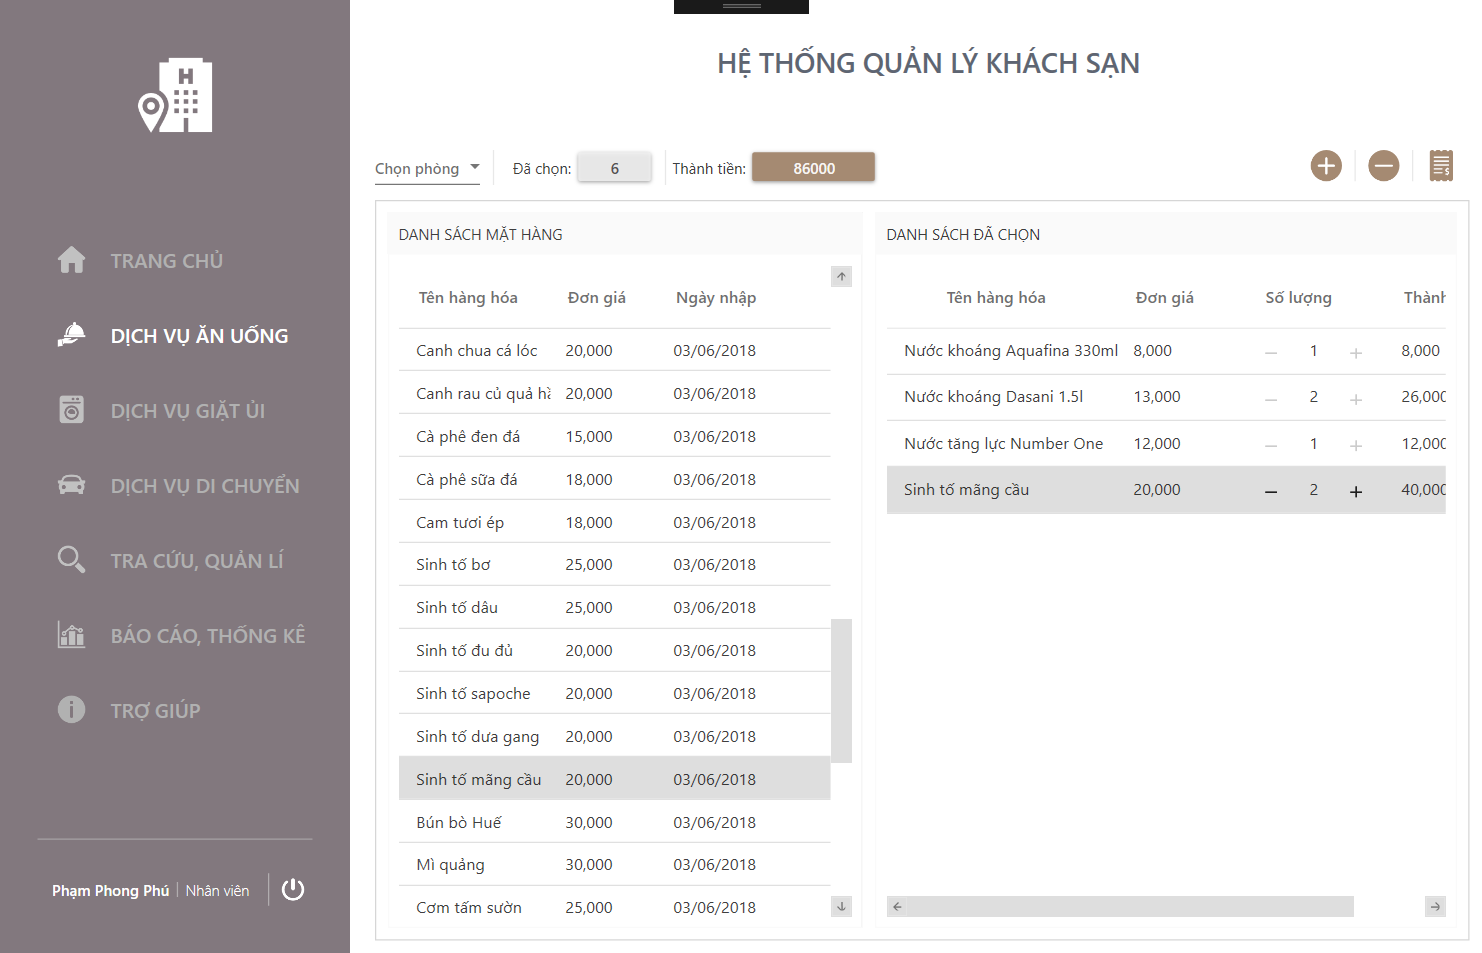 H
HỆ THỐNG QUẢN LÝ KHÁCH SẠN
TRANG CHỦ
DỊCH VỤ ĂN UỐNG
DỊCH VỤ GIẶT ỦI
DỊCH VỤ DI CHUYỂN
TRA CỨU, QUẢN LÍ
BÁO CÁO, THỐNG KÊ
TRỢ GIÚP
Phạm Phong Phú | Nhân viên
Chọn phòng Đã chọn: 6 Thành tiền: 86000
DANH SÁCH MẶT HÀNG
Tên hàng hóa Đơn giá Ngày nhập
Canh chua cá lóc 20,000 03/06/2018
Canh rau củ quả hầ 20,000 03/06/2018
Cà phê đen đá 15,000 03/06/2018
Cà phê sữa đá 18,000 03/06/2018
Cam tươi ép 18,000 03/06/2018
Sinh tố bơ 25,000 03/06/2018
Sinh tố dâu 25,000 03/06/2018
Sinh tố đu đủ 20,000 03/06/2018
Sinh tố sapoche 20,000 03/06/2018
Sinh tố dưa gang 20,000 03/06/2018
Sinh tố mãng cầu 20,000 03/06/2018
Bún bò Huế 30,000 03/06/2018
Mì quảng 30,000 03/06/2018
Cơm tấm sườn 25,000 03/06/2018
DANH SÁCH ĐÃ CHỌN
Tên hàng hóa Đơn giá Số lượng Thành
Nước khoáng Aquafina 330ml 8,000 − 1 + 8,000
Nước khoáng Dasani 1.5l 13,000 − 2 + 26,000
Nước tăng lực Number One 12,000 − 1 + 12,000
Sinh tố mãng cầu 20,000 − 2 + 40,000